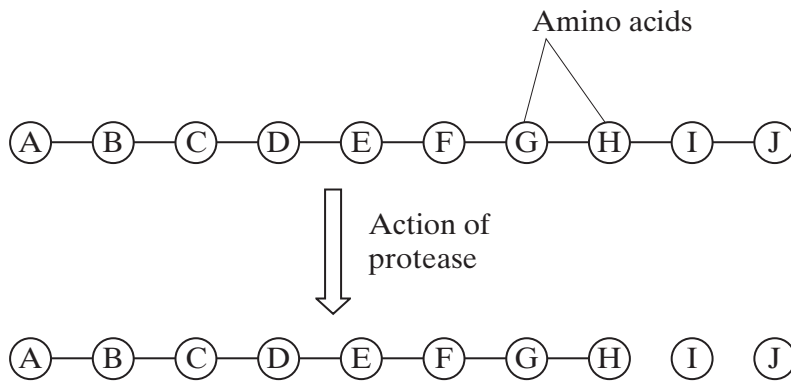 Amino acids
A B C D E F G H I J
Action of
protease
A B C D E F G H I J